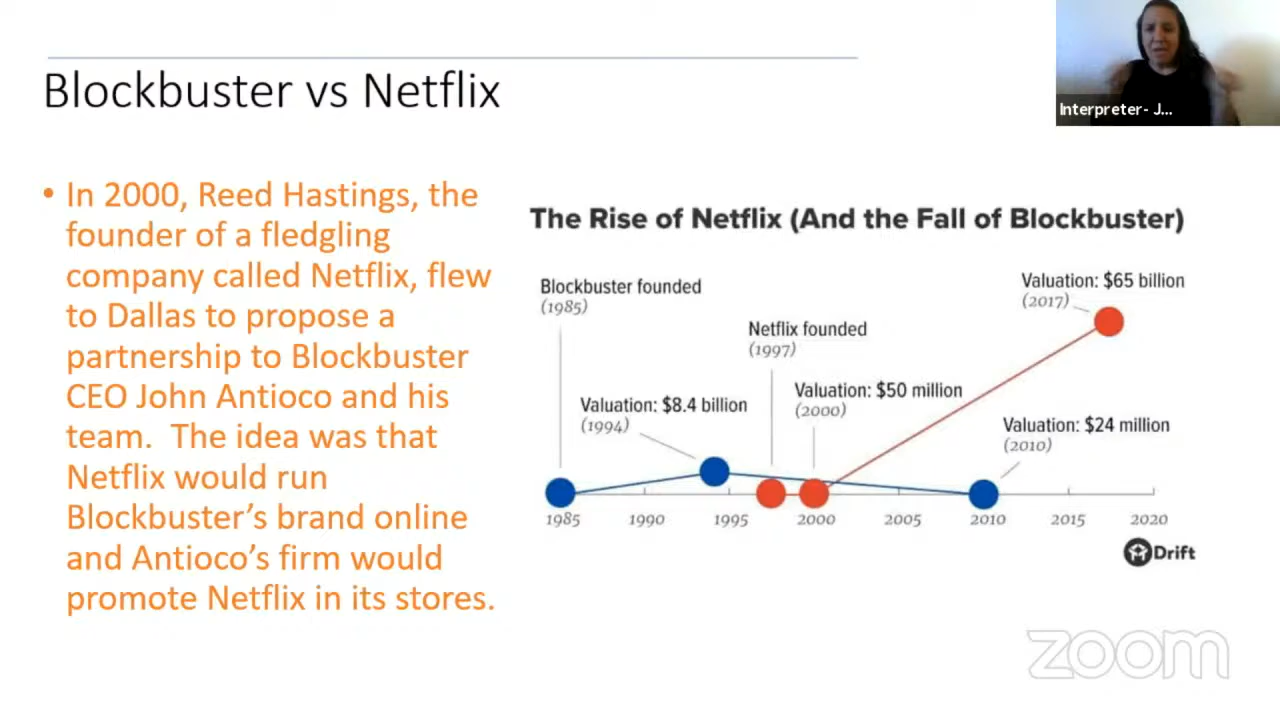 Blockbuster vs Netflix
Interpreter- J...
• In 2000, Reed Hastings, the
founder of a fledgling
company called Netflix, flew
to Dallas to propose a
partnership to Blockbuster
CEO John Antioco and his
team.  The idea was that
Netflix would run
Blockbuster’s brand online
and Antioco’s firm would
promote Netflix in its stores.
The Rise of Netflix (And the Fall of Blockbuster)
Blockbuster founded
(1985)
Valuation: $8.4 billion
(1994)
Netflix founded
(1997)
Valuation: $50 million
(2000)
Valuation: $65 billion
(2017)
Valuation: $24 million
(2010)
1985 1990 1995 2000 2005 2010 2015 2020
Drift
zoom